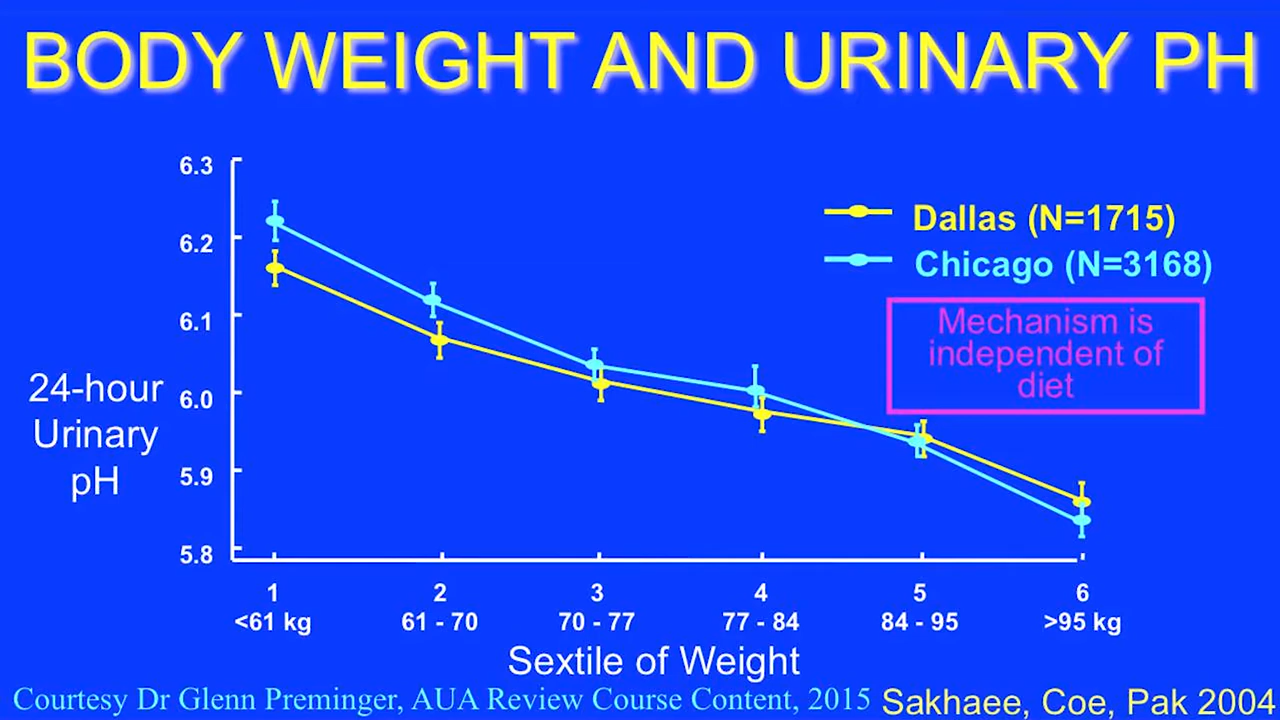 BODY WEIGHT AND URINARY PH
6.3
6.2
6.1
6.0
5.9
5.8
24-hour
Urinary
pH
Dallas (N=1715)
Chicago (N=3168)
Mechanism is
independent of
diet
1 2 3 4 5 6
<61 kg 61 - 70 70 - 77 77 - 84 84 - 95 >95 kg
Sextile of Weight
Courtesy Dr Glenn Preminger, AUA Review Course Content, 2015
Sakhaee, Coe, Pak 2004